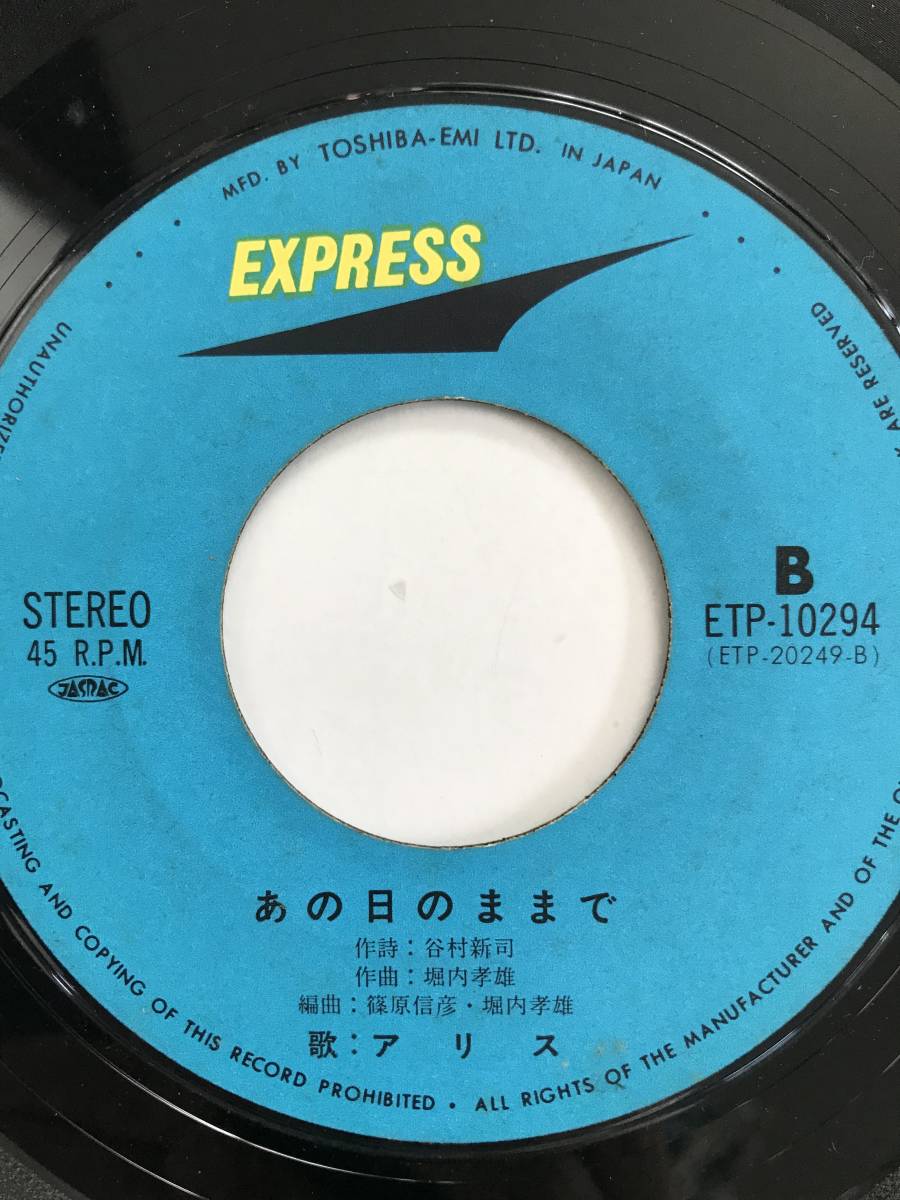 MFD. BY TOSHIBA-EMI LTD. IN JAPAN
EXPRESS
STEREO
45 R.P.M.
JASRAC
B
ETP-10294
(ETP-20249-B)
あの日のままで
作詩：谷村新司
作曲：堀内孝雄
編曲：篠原信彦・堀内孝雄
歌：アリス
AND COPYING OF THIS RECORD PROHIBITED • ALL RIGHTS OF THE MANUFACTURER AND OF THE
ARE RESERVED